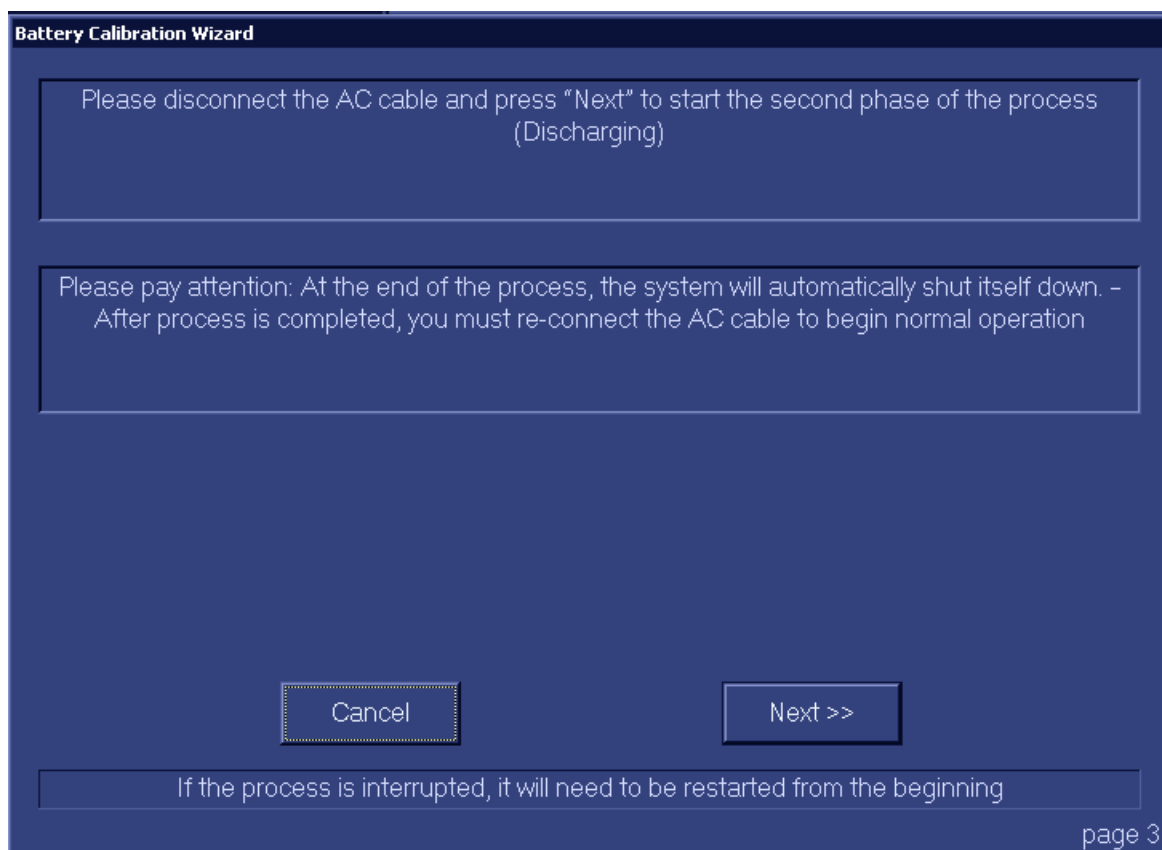 Battery Calibration Wizard
Please disconnect the AC cable and press “Next” to start the second phase of the process
(Discharging)
Please pay attention: At the end of the process, the system will automatically shut itself down. –
After process is completed, you must re-connect the AC cable to begin normal operation
Cancel
Next >>
If the process is interrupted, it will need to be restarted from the beginning
page 3